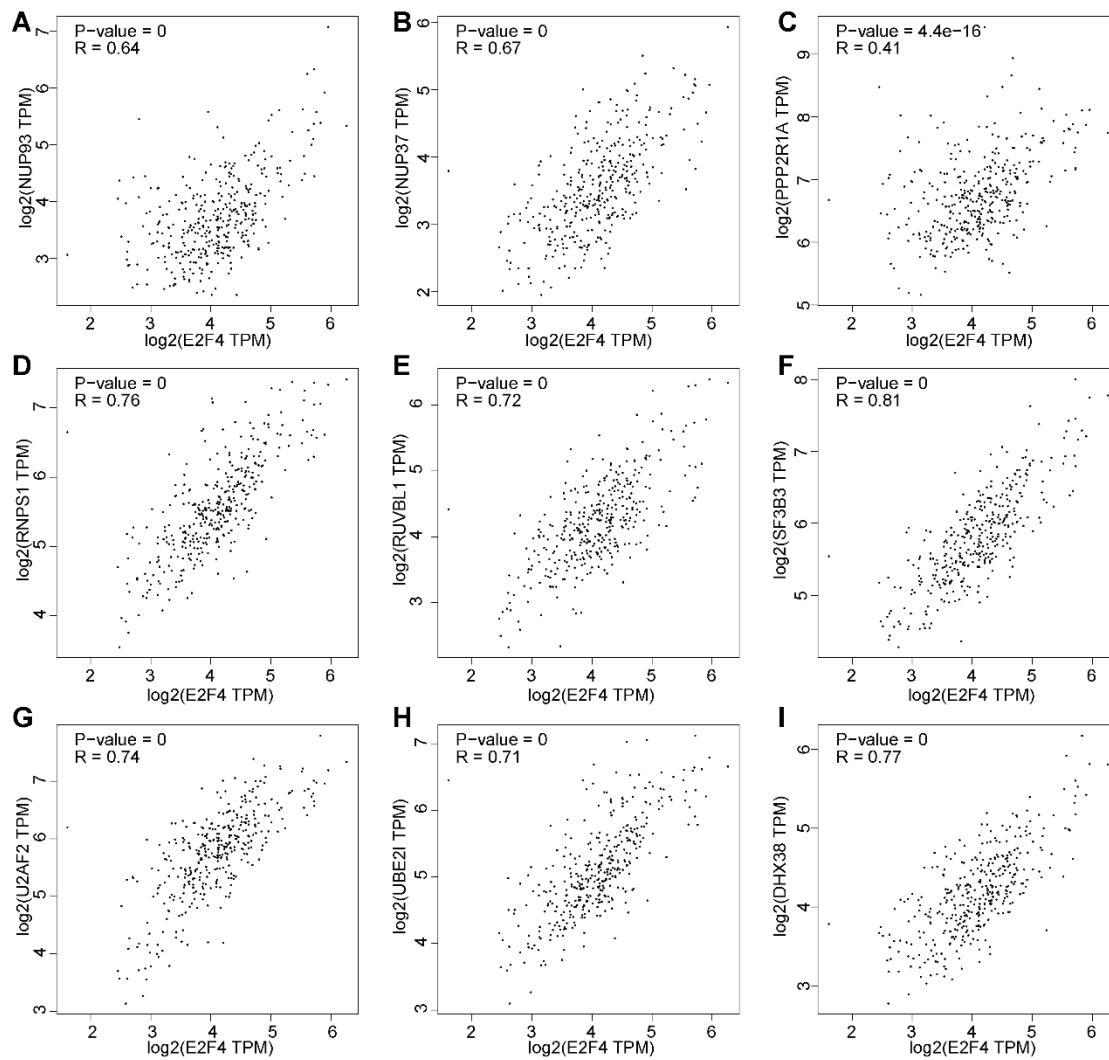 A
P-value = 0
R = 0.64
log2(NUP93 TPM)
3 4 5 6 7
2 3 4 5 6
log2(E2F4 TPM)
B
P-value = 0
R = 0.67
log2(NUP37 TPM)
2 3 4 5 6
2 3 4 5 6
log2(E2F4 TPM)
C
P-value = 4.4e-16
R = 0.41
log2(PPP2R1A TPM)
5 6 7 8 9
2 3 4 5 6
log2(E2F4 TPM)
D
P-value = 0
R = 0.76
log2(RNPS1 TPM)
4 5 6 7
2 3 4 5 6
log2(E2F4 TPM)
E
P-value = 0
R = 0.72
log2(RUVBL1 TPM)
3 4 5 6
2 3 4 5 6
log2(E2F4 TPM)
F
P-value = 0
R = 0.81
log2(SF3B3 TPM)
5 6 7 8
2 3 4 5 6
log2(E2F4 TPM)
G
P-value = 0
R = 0.74
log2(U2AF2 TPM)
3 4 5 6 7
2 3 4 5 6
log2(E2F4 TPM)
H
P-value = 0
R = 0.71
log2(UBE2I TPM)
3 4 5 6 7
2 3 4 5 6
log2(E2F4 TPM)
I
P-value = 0
R = 0.77
log2(DHX38 TPM)
3 4 5 6
2 3 4 5 6
log2(E2F4 TPM)